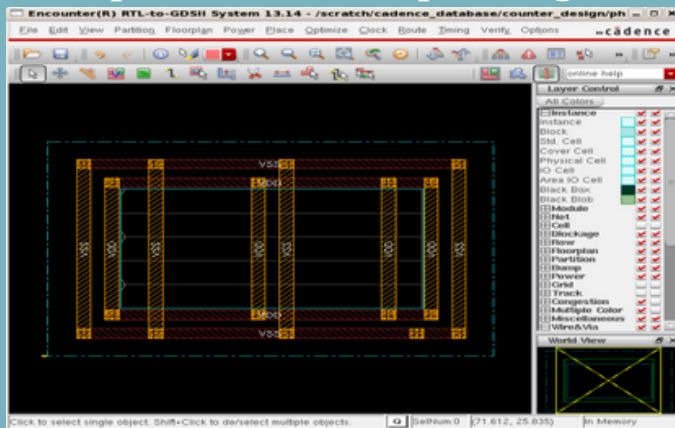 Encounter(R) RTL-to-GDSII System 13.14 - /scratch/cadence_database/counter_design/ph
File Edit View Partition Floorplan Power Place Optimize Clock Route Timing Verify Options » cādence
online help
Layer Control
All Colors
Instance
Instance
Block
Std. Cell
Cover Cell
Physical Cell
IO Cell
Area IO Cell
Black Box
Black Blob
Module
Net
Cell
Blockage
Row
Floorplan
Partition
Bump
Power
Grid
Track
Congestion
Multiple Color
Miscellaneous
Wire&Via
World View
VSS
VDD
VSS VDD VSS VDD VSS VDD VDD VSS
VDD
VSS
Click to select single object. Shift+Click to de/select multiple objects. Q SelNum:0 (71.612, 25.835) In Memory